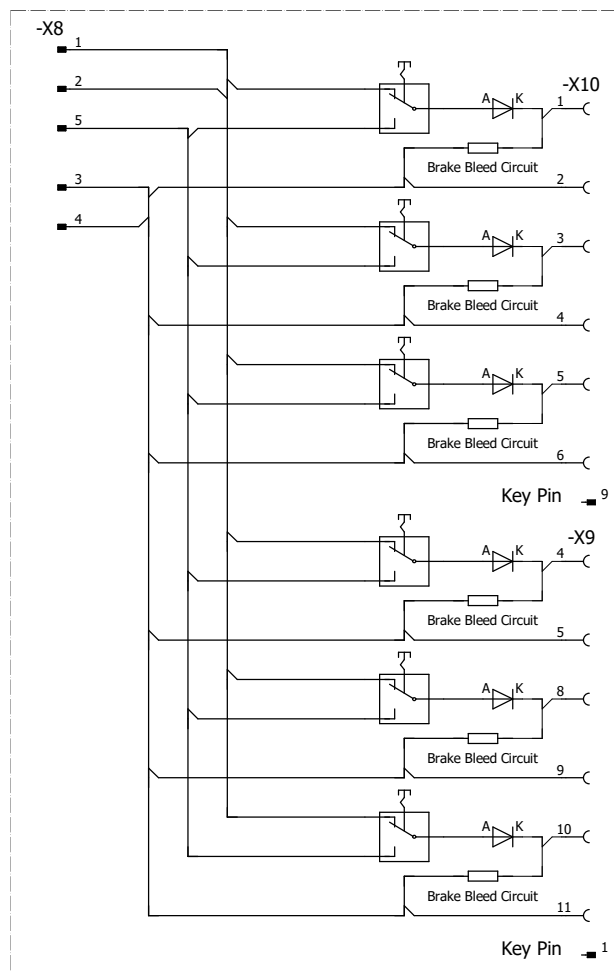 -X8
1
2
5
3
4
-X10
A K 1
Brake Bleed Circuit
2
A K 3
Brake Bleed Circuit
4
A K 5
Brake Bleed Circuit
6
Key Pin 9
-X9
A K 4
Brake Bleed Circuit
5
A K 8
Brake Bleed Circuit
9
A K 10
Brake Bleed Circuit
11
Key Pin 1